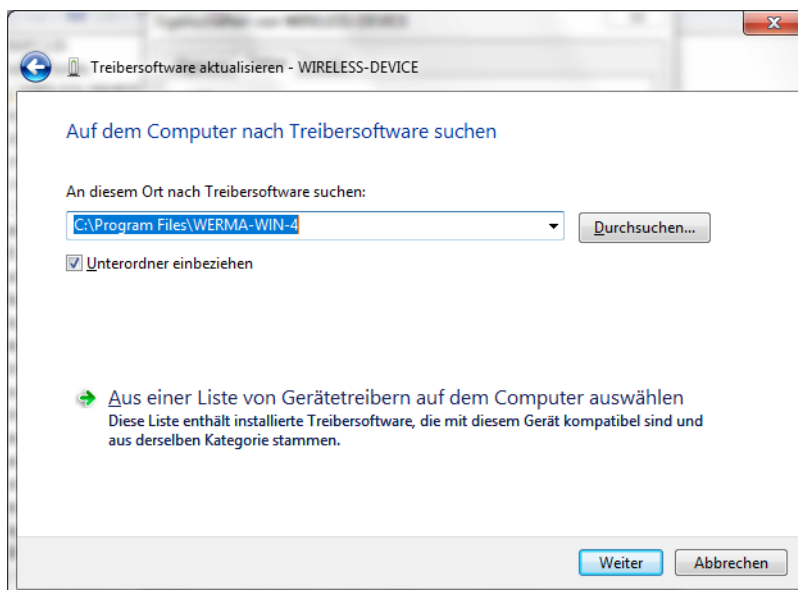 Treibersoftware aktualisieren - WIRELESS-DEVICE
Auf dem Computer nach Treibersoftware suchen
An diesem Ort nach Treibersoftware suchen:
C:\Program Files\WERMA-WIN-4
Durchsuchen...
Unterordner einbeziehen
Aus einer Liste von Gerätetreibern auf dem Computer auswählen
Diese Liste enthält installierte Treibersoftware, die mit diesem Gerät kompatibel sind und
aus derselben Kategorie stammen.
Weiter
Abbrechen